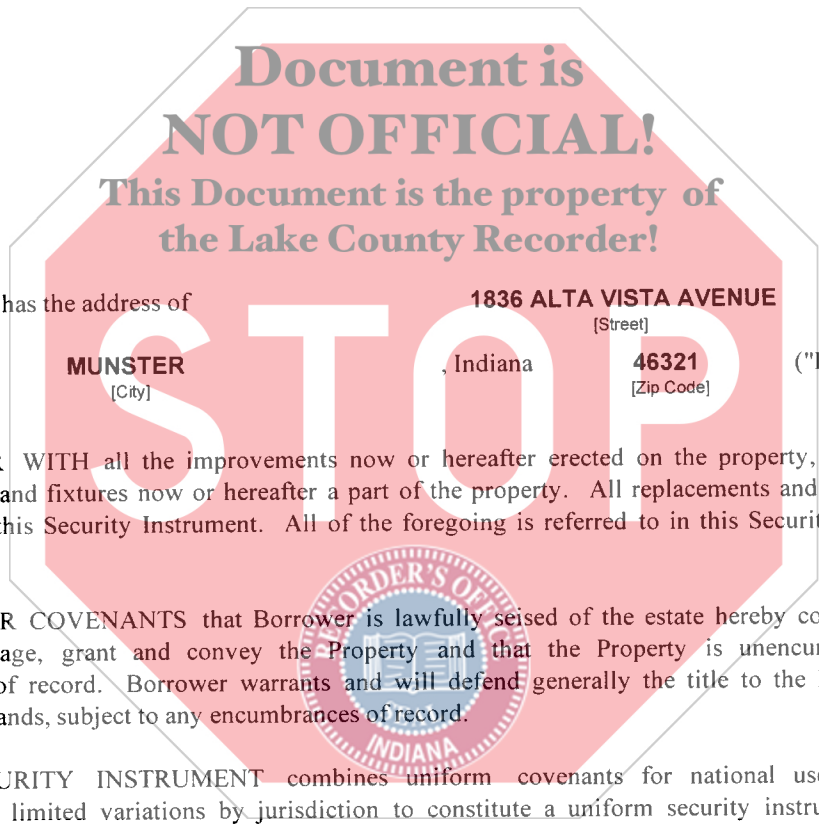 Document is
NOT OFFICIAL!
This Document is the property of
the Lake County Recorder!
has the address of 1836 ALTA VISTA AVENUE
[Street]
MUNSTER , Indiana 46321 ("
[City] [Zip Code]
STOP
WITH all the improvements now or hereafter erected on the property,
and fixtures now or hereafter a part of the property. All replacements and
this Security Instrument. All of the foregoing is referred to in this Securit
RECORDER'S OFFICE
R COVENANTS that Borrower is lawfully seised of the estate hereby co
age, grant and convey the Property and that the Property is unencu
of record. Borrower warrants and will defend generally the title to the
ands, subject to any encumbrances of record.
INDIANA
URITY INSTRUMENT combines uniform covenants for national us
limited variations by jurisdiction to constitute a uniform security instru